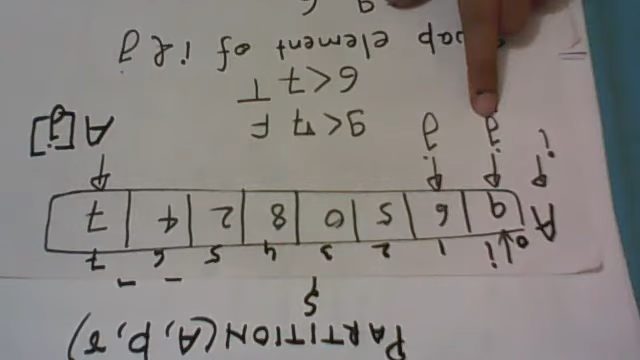 PARTITION(A, p, r)
0 1 2 3 4 5 6 7
A 9 6 5 0 8 2 4 7
i j j A[j]
9<7 F
6<7 T
element of i & j